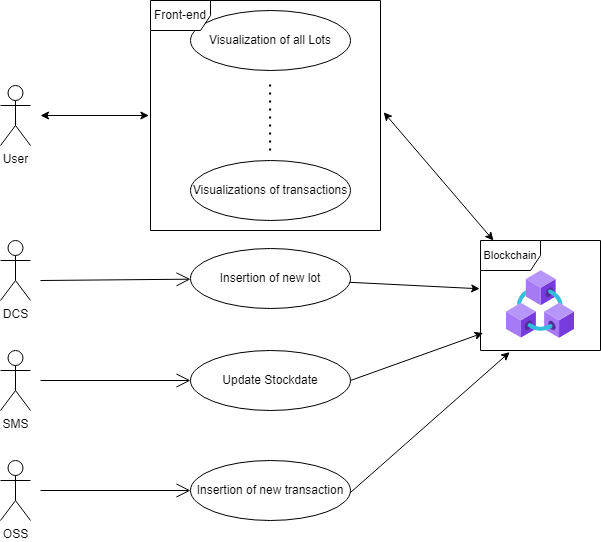 Front-end
Visualization of all Lots
User
Visualizations of transactions
Blockchain
DCS
Insertion of new lot
SMS
Update Stockdate
OSS
Insertion of new transaction